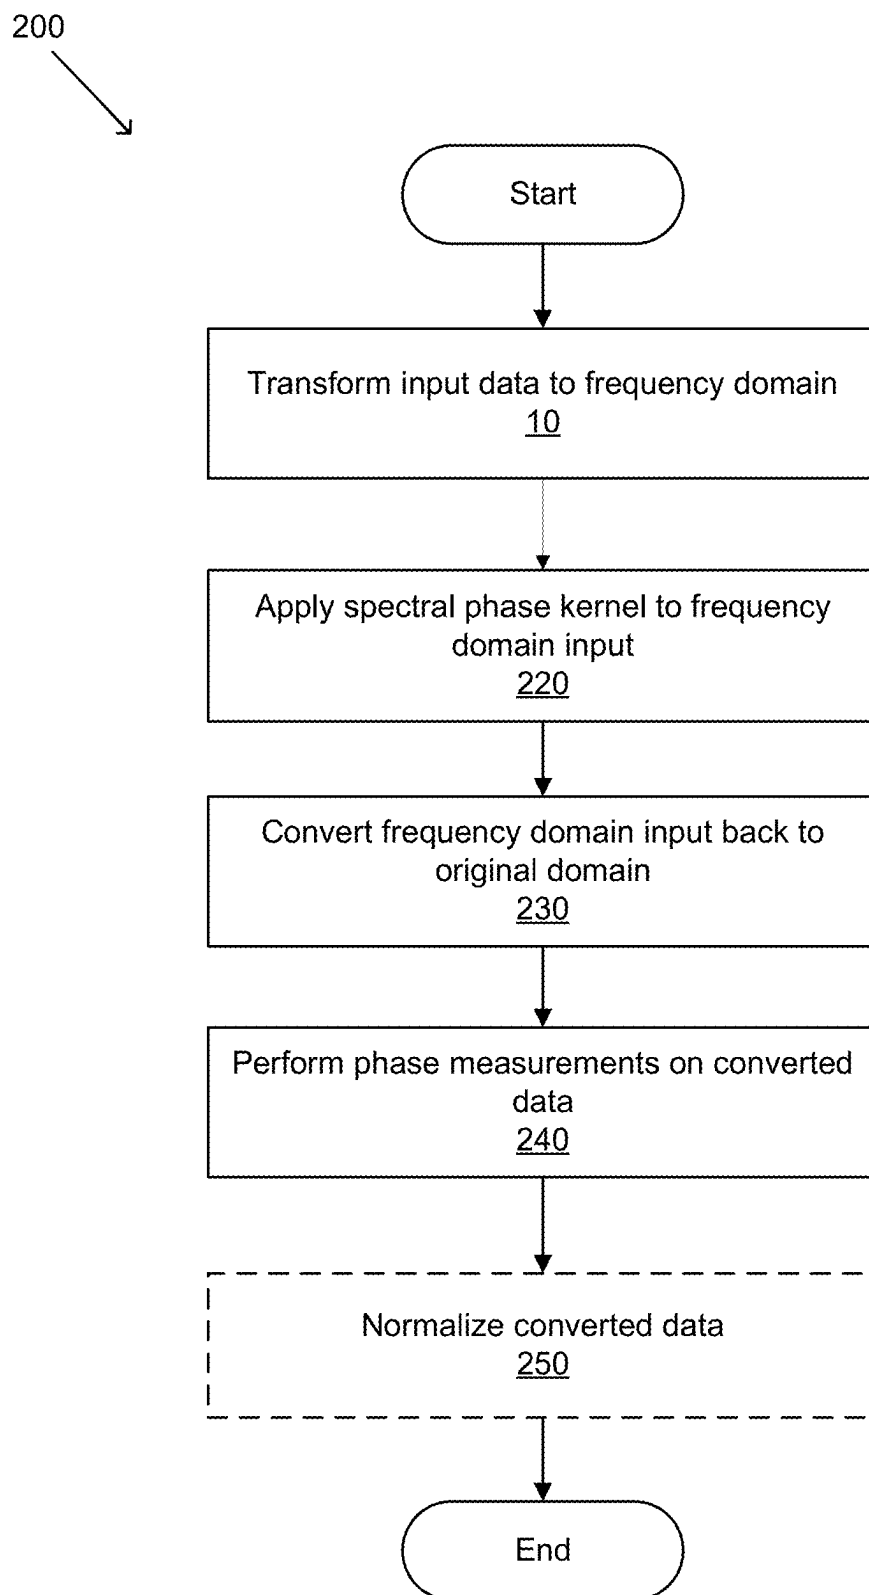 200
Start
Transform input data to frequency domain
10
Apply spectral phase kernel to frequency
domain input
220
Convert frequency domain input back to
original domain
230
Perform phase measurements on converted
data
240
Normalize converted data
250
End